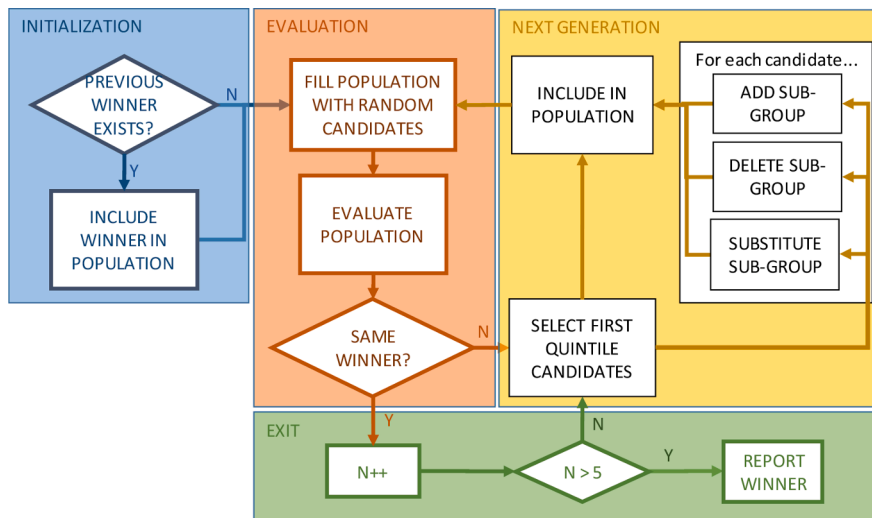 INITIALIZATION
PREVIOUS
WINNER
EXISTS?
N
Y
INCLUDE
WINNER IN
POPULATION
EVALUATION
FILL POPULATION
WITH RANDOM
CANDIDATES
EVALUATE
POPULATION
SAME
WINNER?
N
Y
NEXT GENERATION
INCLUDE IN
POPULATION
For each candidate...
ADD SUB-
GROUP
DELETE SUB-
GROUP
SUBSTITUTE
SUB-GROUP
SELECT FIRST
QUINTILE
CANDIDATES
EXIT
N++
N > 5
N
Y
REPORT
WINNER